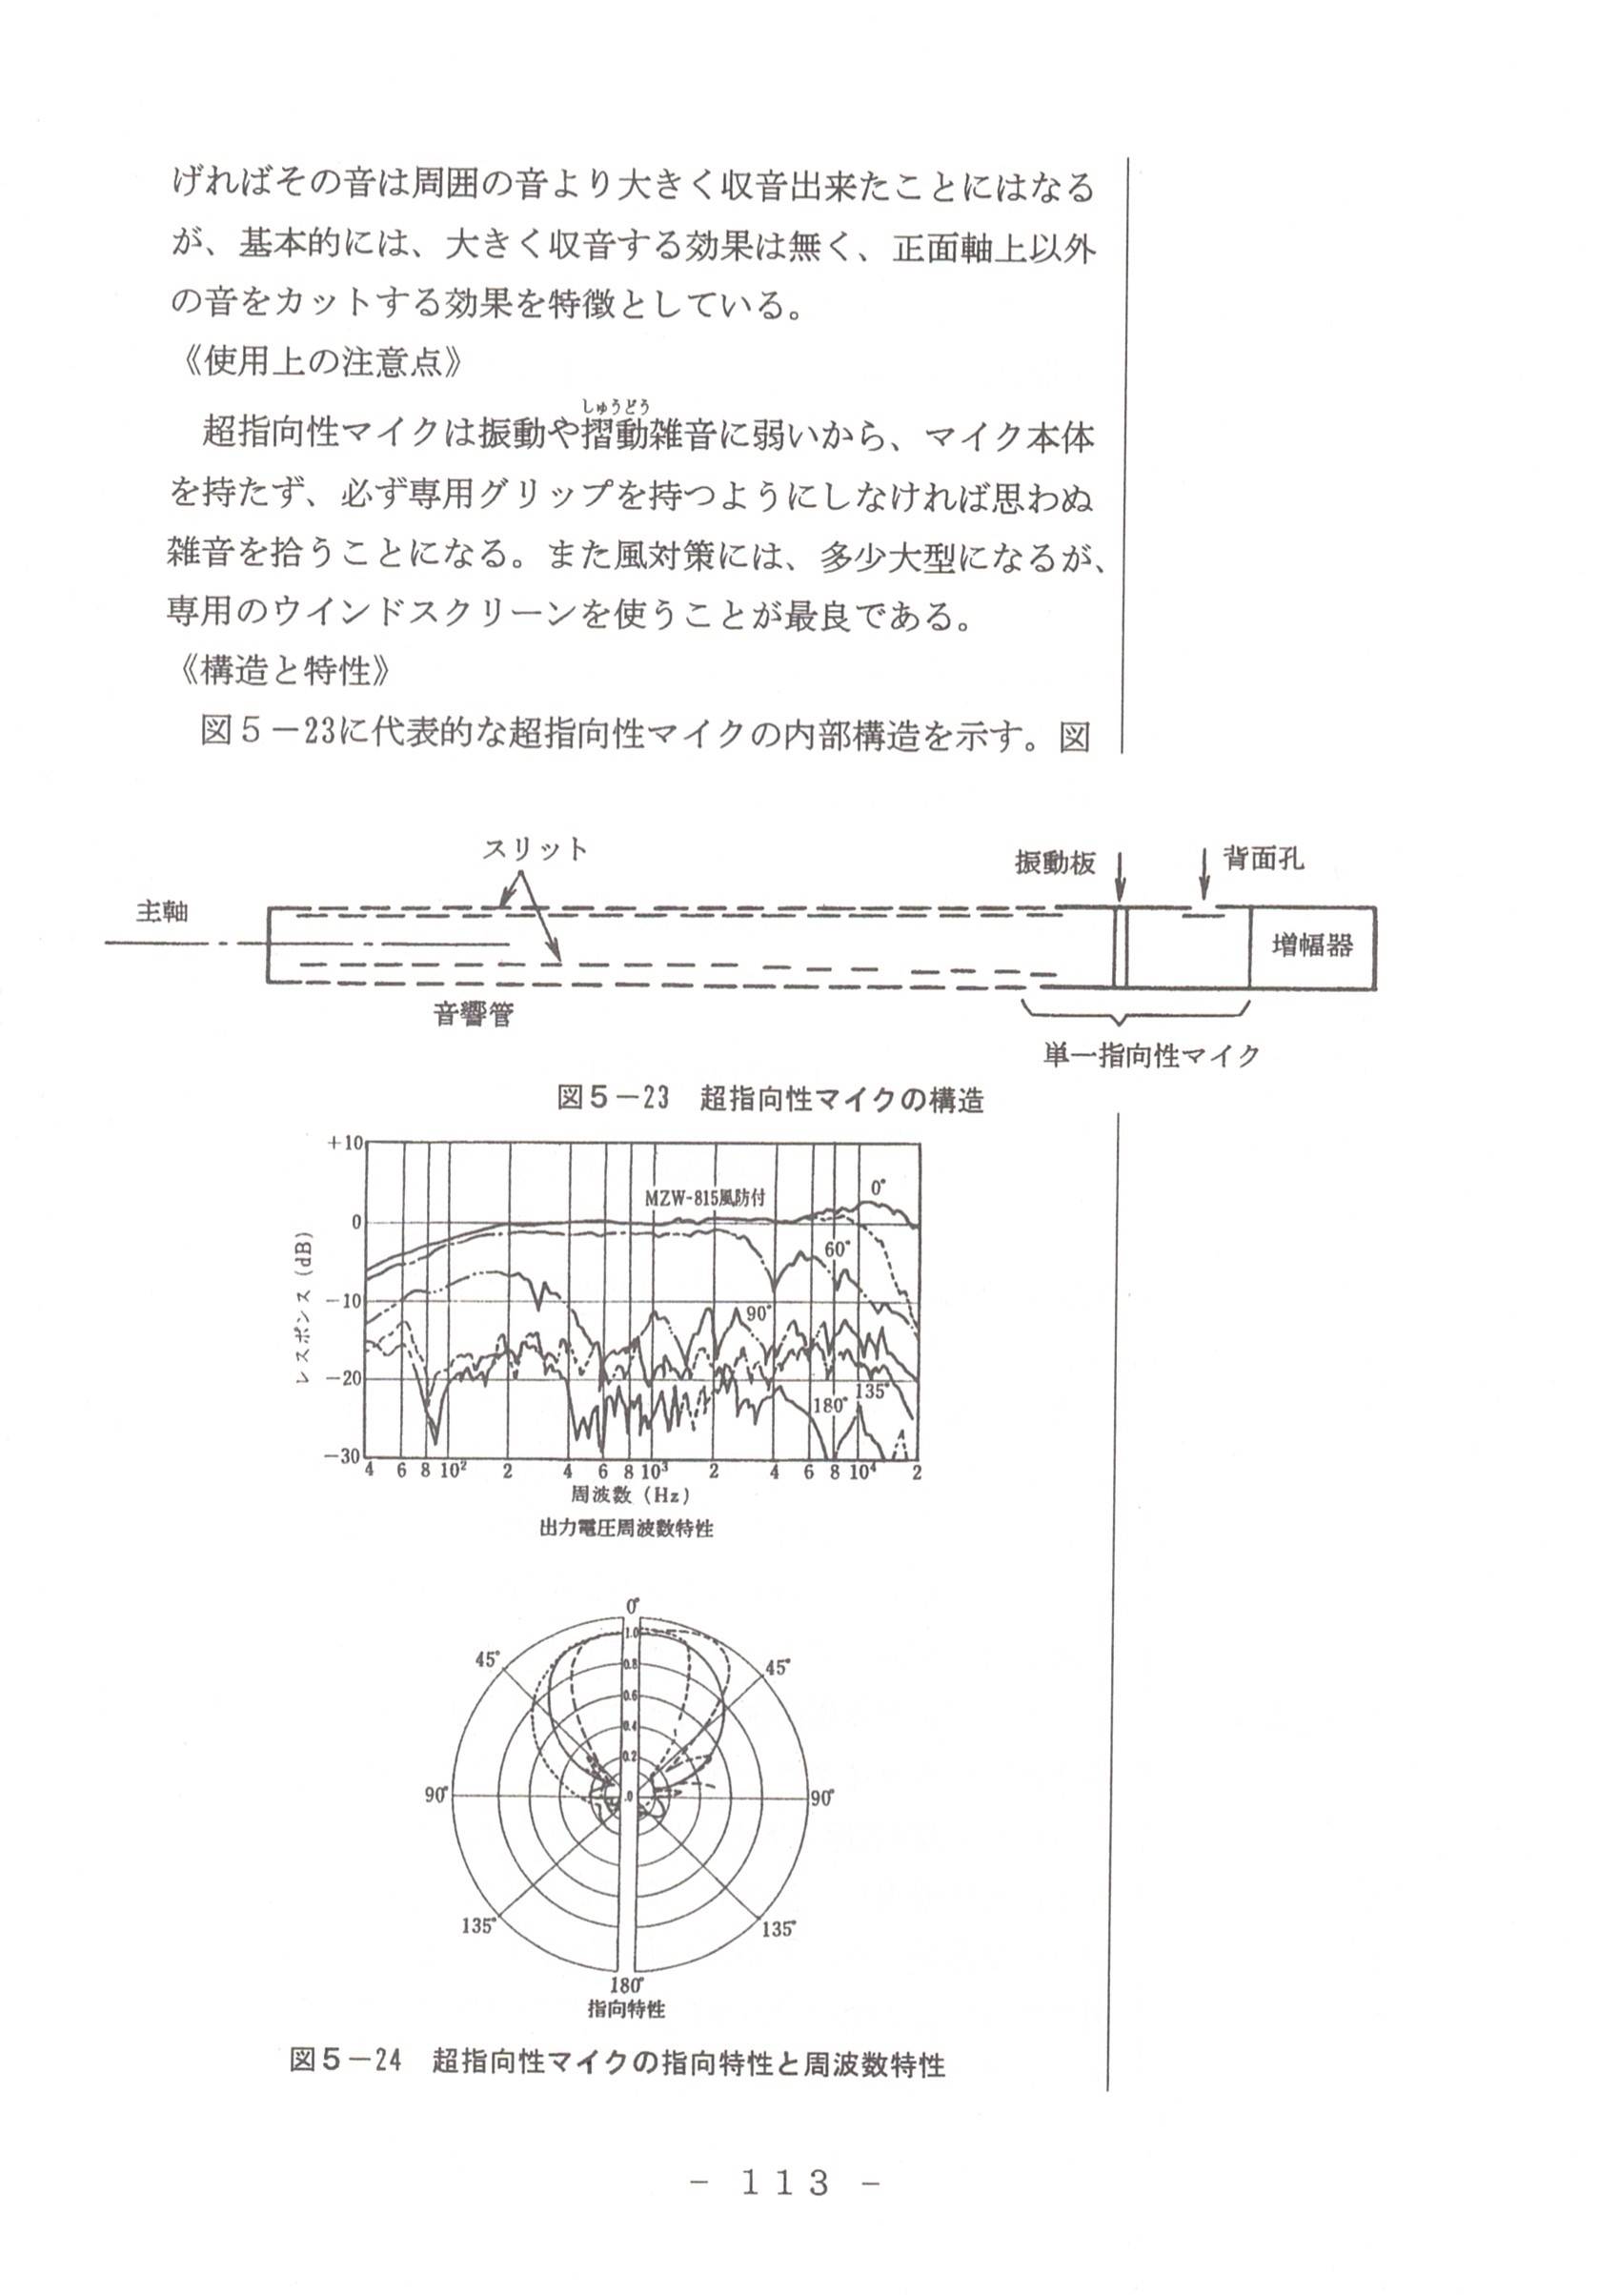 げればその音は周囲の音より大きく収音出来たことにはなる
が、基本的には、大きく収音する効果は無く、正面軸上以外
の音をカットする効果を特徴としている。
《使用上の注意点》
しゅうどう
超指向性マイクは振動や摺動雑音に弱いから、マイク本体
を持たず、必ず専用グリップを持つようにしなければ思わぬ
雑音を拾うことになる。また風対策には、多少大型になるが、
専用のウインドスクリーンを使うことが最良である。
《構造と特性》
図5－23に代表的な超指向性マイクの内部構造を示す。図
スリット
振動板
背面孔
主軸
増幅器
音響管
単一指向性マイク
図5－23 超指向性マイクの構造
+10
MZW-815風防付
0°
0
60°
レスポンス (dB)
－10
90°
－20
180°
135°
－30
4 6 8 10² 2 4 6 8 10³ 2 4 6 8 10⁴ 2
周波数 (Hz)
出力電圧周波数特性
0°
1.0
45°
45°
0.8
0.6
0.4
0.2
90°
.0
90°
135°
135°
180°
指向特性
図5－24 超指向性マイクの指向特性と周波数特性
－ 113 －